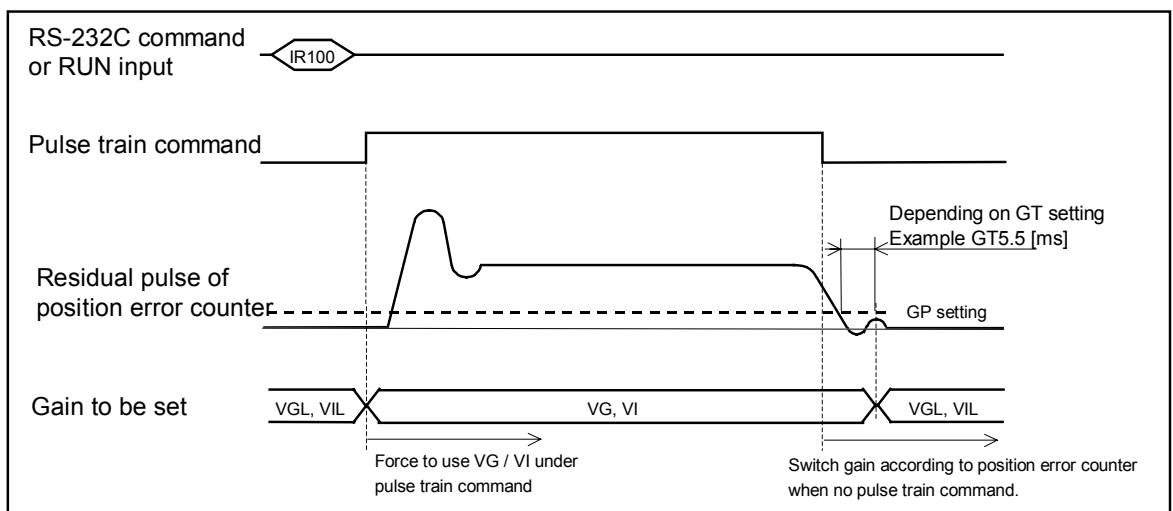 RS-232C command
or RUN input
IR100
Pulse train command
Depending on GT setting
Example GT5.5 [ms]
Residual pulse of
position error counter
GP setting
Gain to be set
VGL, VIL
VG, VI
VGL, VIL
Force to use VG / VI under
pulse train command
Switch gain according to position error counter
when no pulse train command.